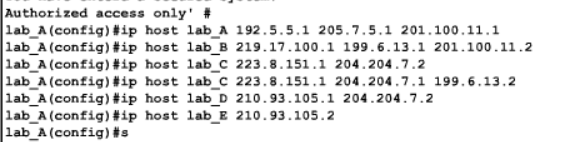 Authorized access only' #
lab_A(config)#ip host lab_A 192.5.5.1 205.7.5.1 201.100.11.1
lab_A(config)#ip host lab_B 219.17.100.1 199.6.13.1 201.100.11.2
lab_A(config)#ip host lab_C 223.8.151.1 204.204.7.2
lab_A(config)#ip host lab_C 223.8.151.1 204.204.7.1 199.6.13.2
lab_A(config)#ip host lab_D 210.93.105.1 204.204.7.2
lab_A(config)#ip host lab_E 210.93.105.2
lab_A(config)#s